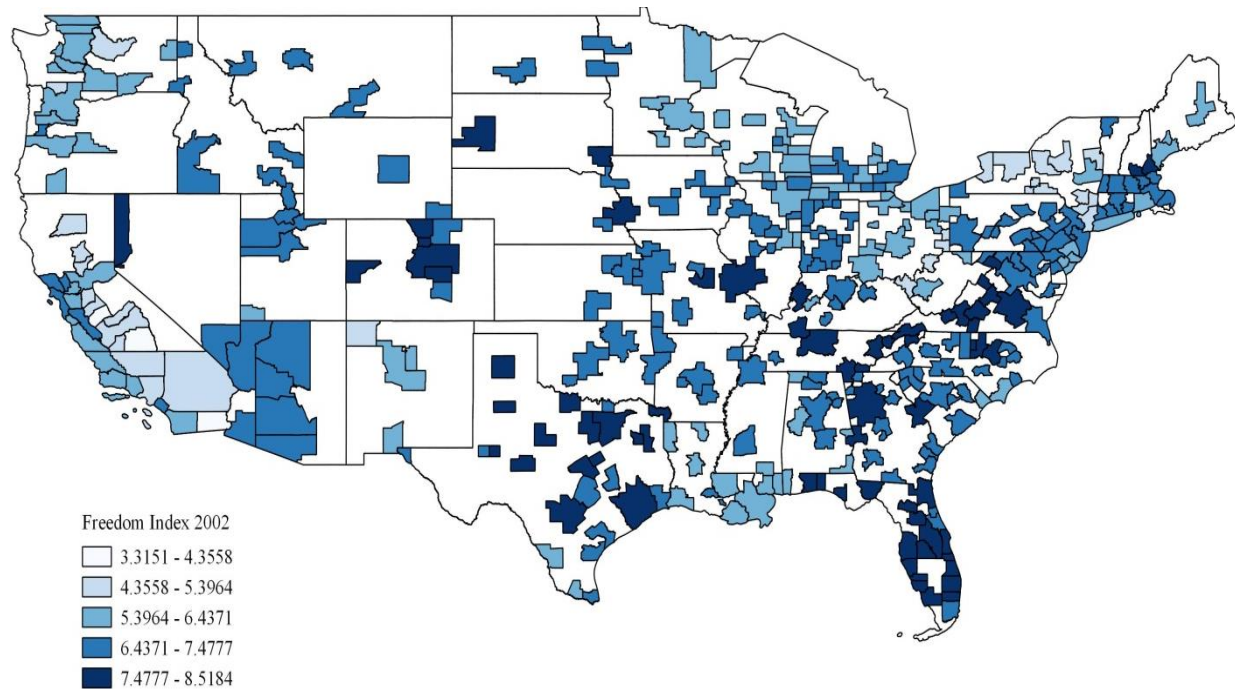 Freedom Index 2002
3.3151 - 4.3558
4.3558 - 5.3964
5.3964 - 6.4371
6.4371 - 7.4777
7.4777 - 8.5184